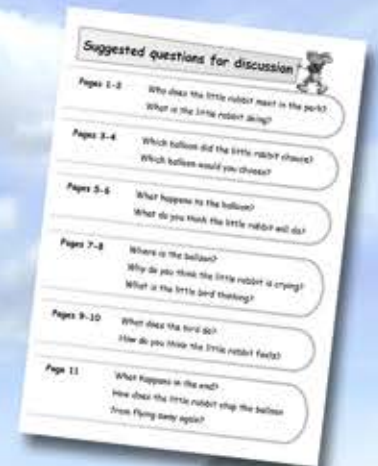 Suggested questions for discussion
Pages 1-2
Who does the little rabbit meet in the park?
What is the little rabbit doing?
Pages 3-4
Which balloon did the little rabbit choose?
Which balloon would you choose?
Pages 5-6
What happens to the balloon?
What do you think the little rabbit will do?
Pages 7-8
Where is the balloon?
Why do you think the little rabbit is crying?
What is the little bird thinking?
Pages 9-10
What does the bird do?
How do you think the little rabbit feels?
Page 11
What happens in the end?
How does the little rabbit stop the balloon
from flying away again?